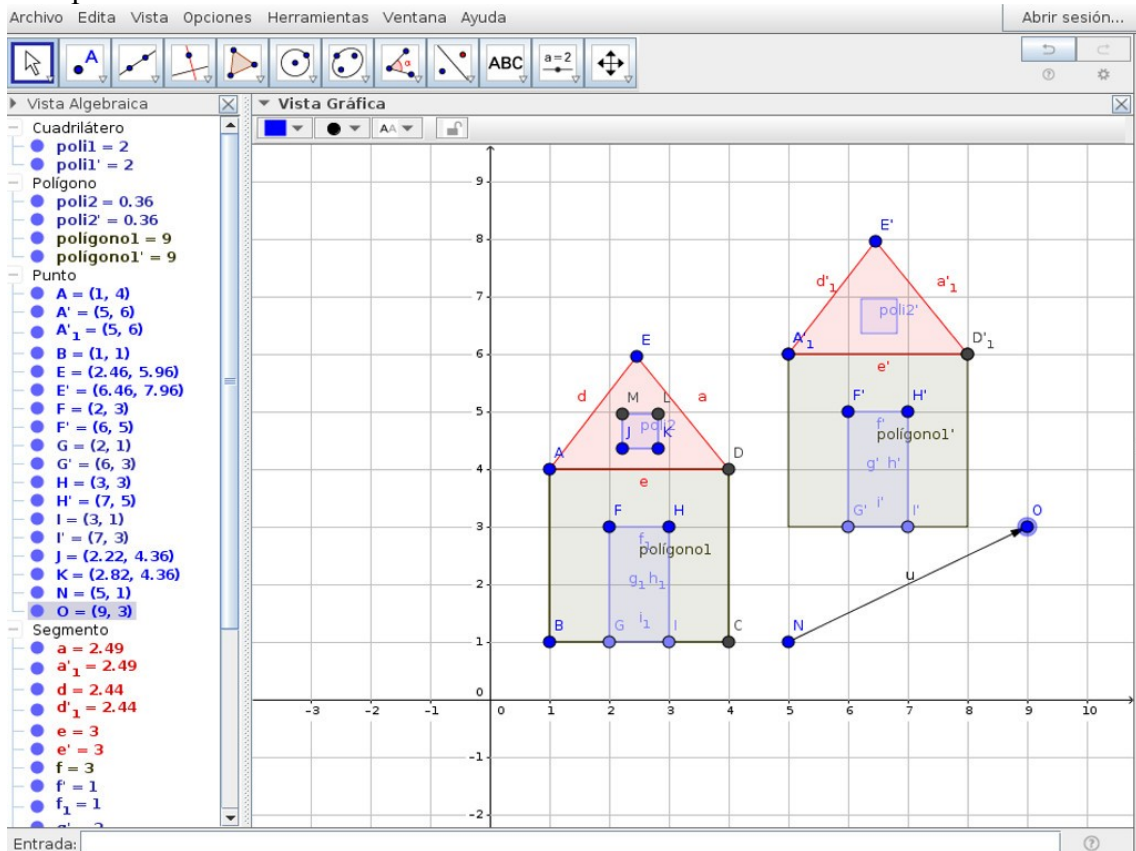 Archivo Edita Vista Opciones Herramientas Ventana Ayuda
Abrir sesión...
A
α
ABC
a=2
Vista Algebraica
Vista Gráfica
AA
Cuadrilátero
poli1 = 2
poli1' = 2
Polígono
poli2 = 0.36
poli2' = 0.36
polígono1 = 9
polígono1' = 9
Punto
A = (1, 4)
A' = (5, 6)
A'₁ = (5, 6)
B = (1, 1)
E = (2.46, 5.96)
E' = (6.46, 7.96)
F = (2, 3)
F' = (6, 5)
G = (2, 1)
G' = (6, 3)
H = (3, 3)
H' = (7, 5)
I = (3, 1)
I' = (7, 3)
J = (2.22, 4.36)
K = (2.82, 4.36)
N = (5, 1)
O = (9, 3)
Segmento
a = 2.49
a'₁ = 2.49
d = 2.44
d'₁ = 2.44
e = 3
e' = 3
f = 3
f' = 1
f₁ = 1
9
8
7
6
5
4
3
2
1
0
-1
-2
-3 -2 -1 0 1 2 3 4 5 6 7 8 9 10
E'
d'₁ a'₁
poli2'
A'₁ D'₁
e'
F' H'
f'
polígono1'
g' h'
i'
G' I'
E
d a
M L
poli2
J K
A D
e
F H
f₁
polígono1
g₁ h₁
i₁
B G I C
O
u
N
Entrada: